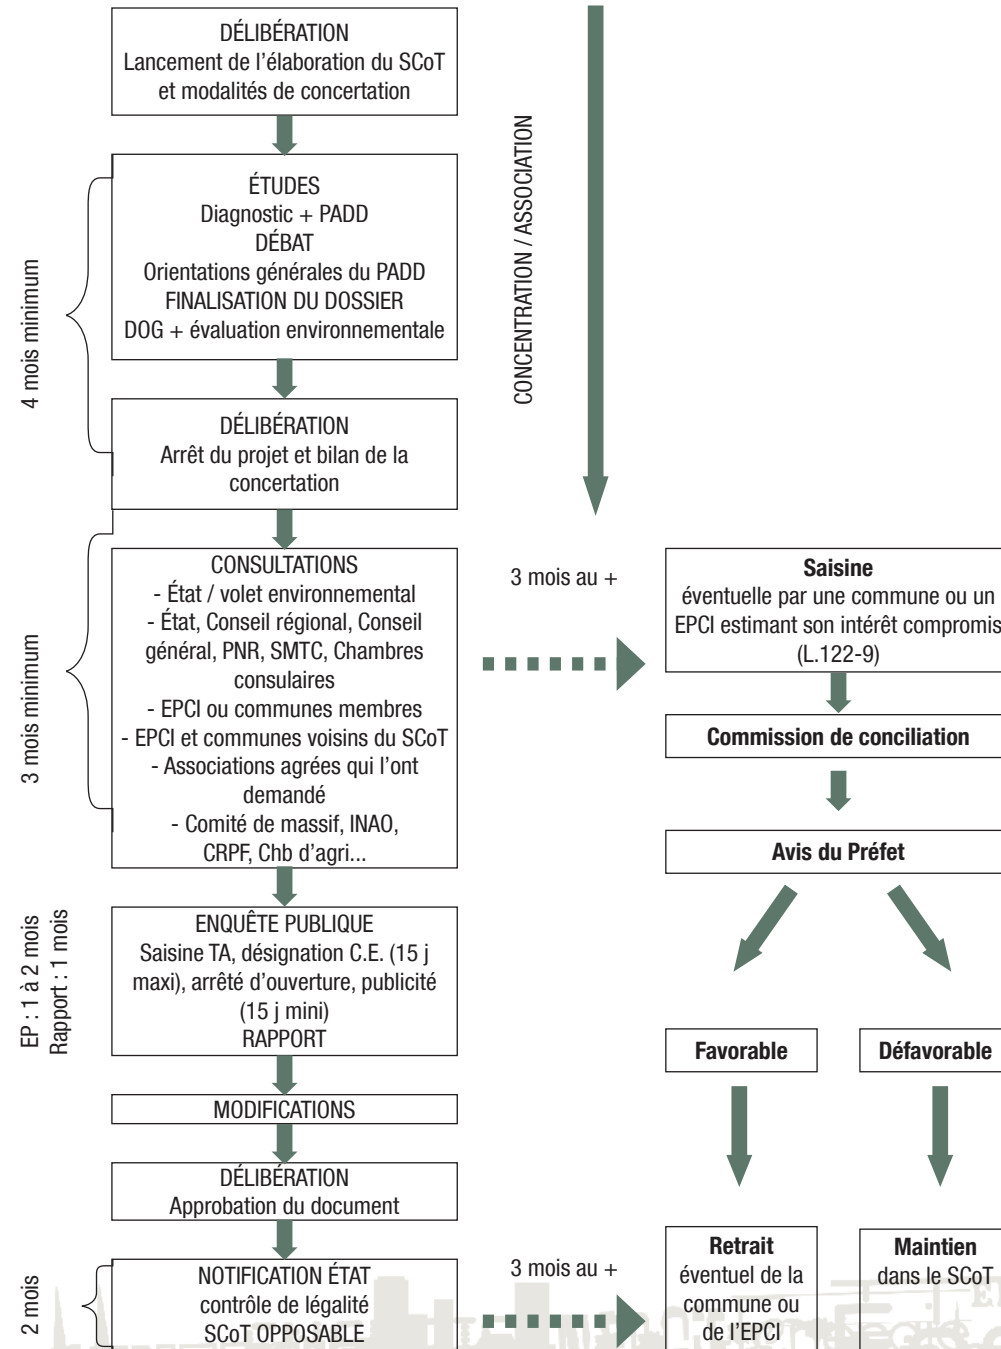 DÉLIBÉRATION
Lancement de l'élaboration du SCoT
et modalités de concertation
4 mois minimum
ÉTUDES
Diagnostic + PADD
DÉBAT
Orientations générales du PADD
FINALISATION DU DOSSIER
DOG + évaluation environnementale
CONCENTRATION / ASSOCIATION
DÉLIBÉRATION
Arrêt du projet et bilan de la
concertation
3 mois minimum
CONSULTATIONS
- État / volet environnemental
- État, Conseil régional, Conseil
général, PNR, SMTC, Chambres
consulaires
- EPCI ou communes membres
- EPCI et communes voisins du SCoT
- Associations agrées qui l'ont
demandé
- Comité de massif, INAO,
CRPF, Chb d'agri...
3 mois au +
Saisine
éventuelle par une commune ou un
EPCI estimant son intérêt compromis
(L.122-9)
Commission de conciliation
Avis du Préfet
EP : 1 à 2 mois
Rapport : 1 mois
ENQUÊTE PUBLIQUE
Saisine TA, désignation C.E. (15 j
maxi), arrêté d'ouverture, publicité
(15 j mini)
RAPPORT
Favorable
Défavorable
MODIFICATIONS
DÉLIBÉRATION
Approbation du document
2 mois
NOTIFICATION ÉTAT
contrôle de légalité
SCoT OPPOSABLE
3 mois au +
Retrait
éventuel de la
commune ou
de l'EPCI
Maintien
dans le SCoT